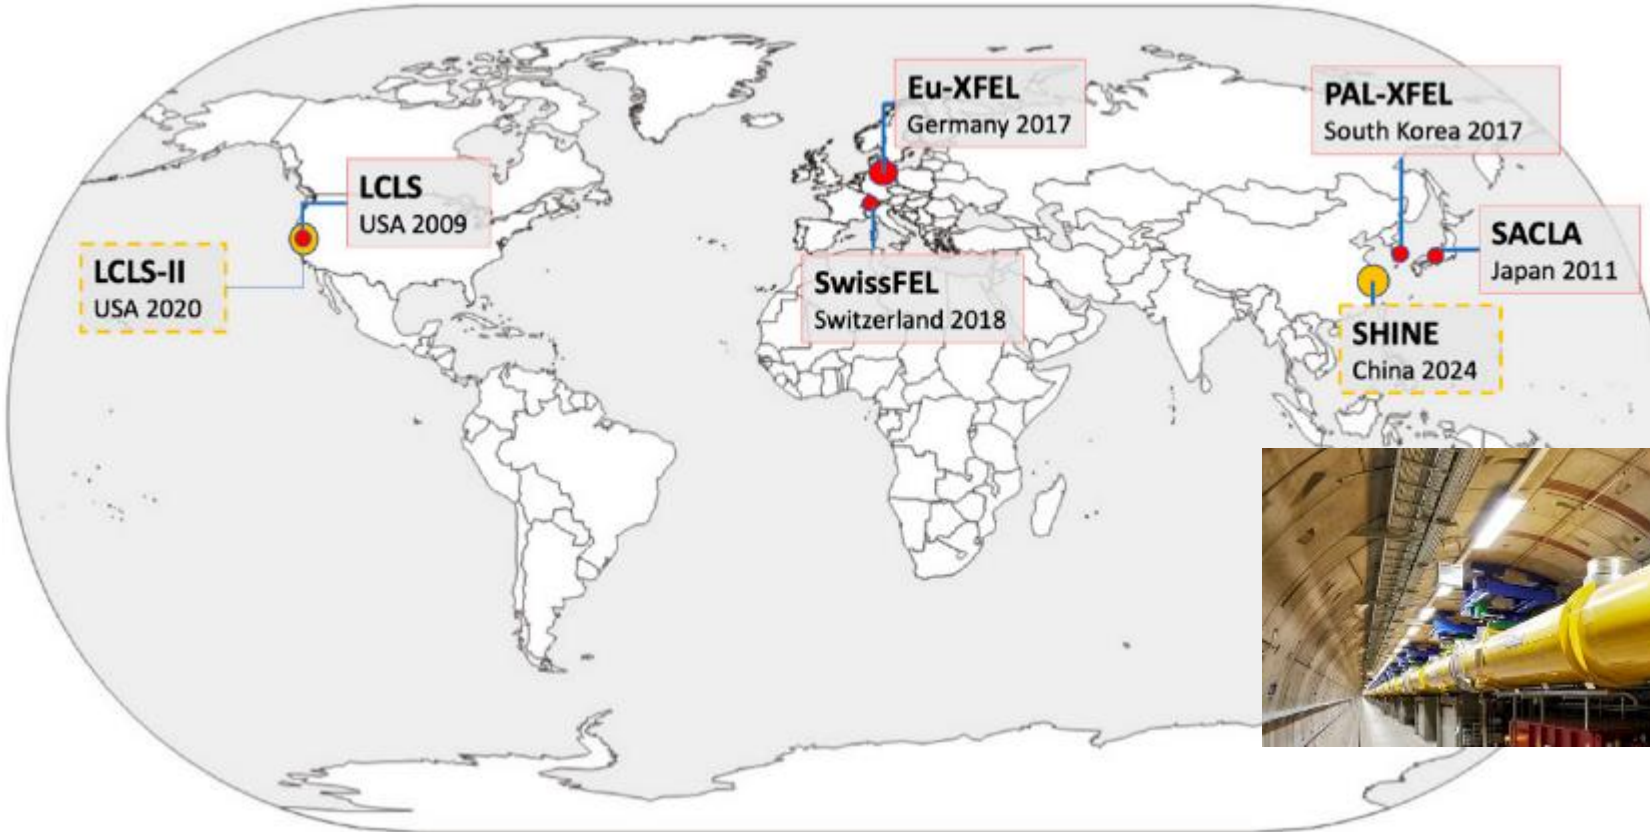 Eu-XFEL
Germany 2017
PAL-XFEL
South Korea 2017
LCLS
USA 2009
SACLA
Japan 2011
LCLS-II
USA 2020
SwissFEL
Switzerland 2018
SHINE
China 2024